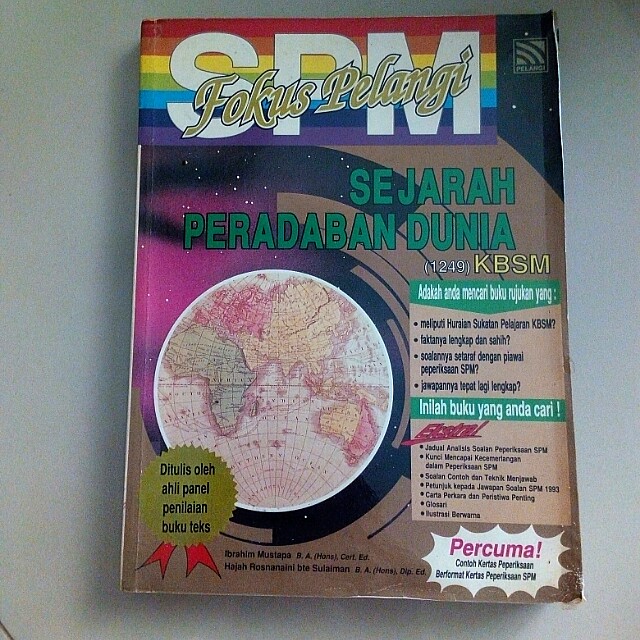 SPM
Fokus Pelangi
PELANGI
SEJARAH
PERADABAN DUNIA
(1249) KBSM
Adakah anda mencari buku rujukan yang :
• meliputi Huraian Sukatan Pelajaran KBSM?
• faktanya lengkap dan sahih?
• soalannya setaraf dengan piawai
peperiksaan SPM?
• jawapannya tepat lagi lengkap?
Inilah buku yang anda cari !
Ekstra!
• Jadual Analisis Soalan Peperiksaan SPM
• Kunci Mencapai Kecemerlangan
dalam Peperiksaan SPM
• Soalan Contoh dan Teknik Menjawab
• Petunjuk kepada Jawapan Soalan SPM 1993
• Carta Perkara dan Peristiwa Penting
• Glosari
• Ilustrasi Berwarna
Ditulis oleh
ahli panel
penilaian
buku teks
Ibrahim Mustapa B. A. (Hons), Cert. Ed.
Hajah Rosnanaini bte Sulaiman B. A. (Hons), Dip. Ed.
Percuma!
Contoh Kertas Peperiksaan
Berformat Kertas Peperiksaan SPM